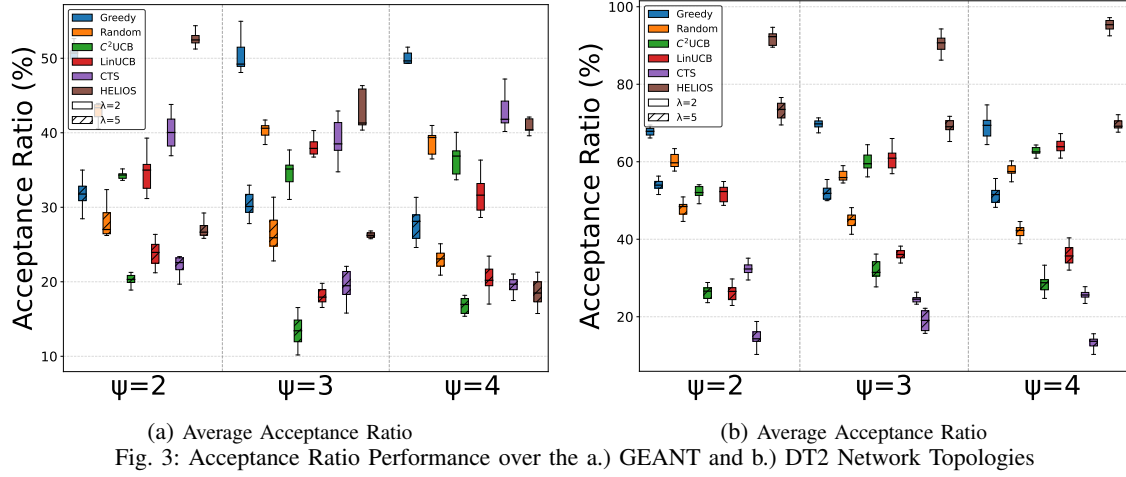 Acceptance Ratio (%)
50
40
30
20
10
Greedy
Random
C²UCB
LinUCB
CTS
HELIOS
λ=2
λ=5
ψ=2
ψ=3
ψ=4
(a) Average Acceptance Ratio
Acceptance Ratio (%)
100
80
60
40
20
Greedy
Random
C²UCB
LinUCB
CTS
HELIOS
λ=2
λ=5
ψ=2
ψ=3
ψ=4
(b) Average Acceptance Ratio
Fig. 3: Acceptance Ratio Performance over the a.) GEANT and b.) DT2 Network Topologies